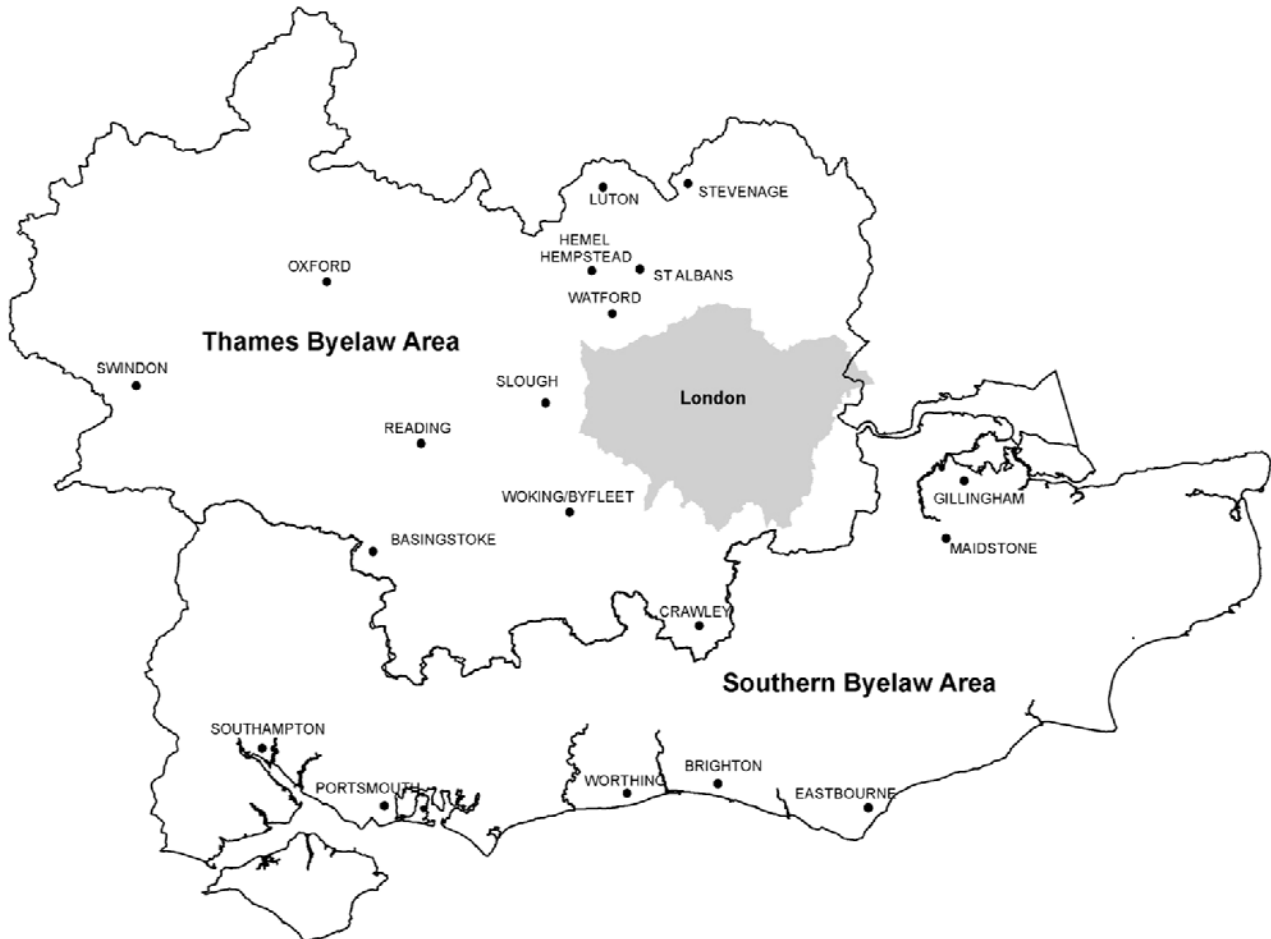 LUTON
STEVENAGE
HEMEL
HEMPSTEAD
ST ALBANS
OXFORD
WATFORD
Thames Byelaw Area
SWINDON
SLOUGH
London
READING
WOKING/BYFLEET
GILLINGHAM
BASINGSTOKE
MAIDSTONE
CRAWLEY
Southern Byelaw Area
SOUTHAMPTON
PORTSMOUTH
WORTHING
BRIGHTON
EASTBOURNE